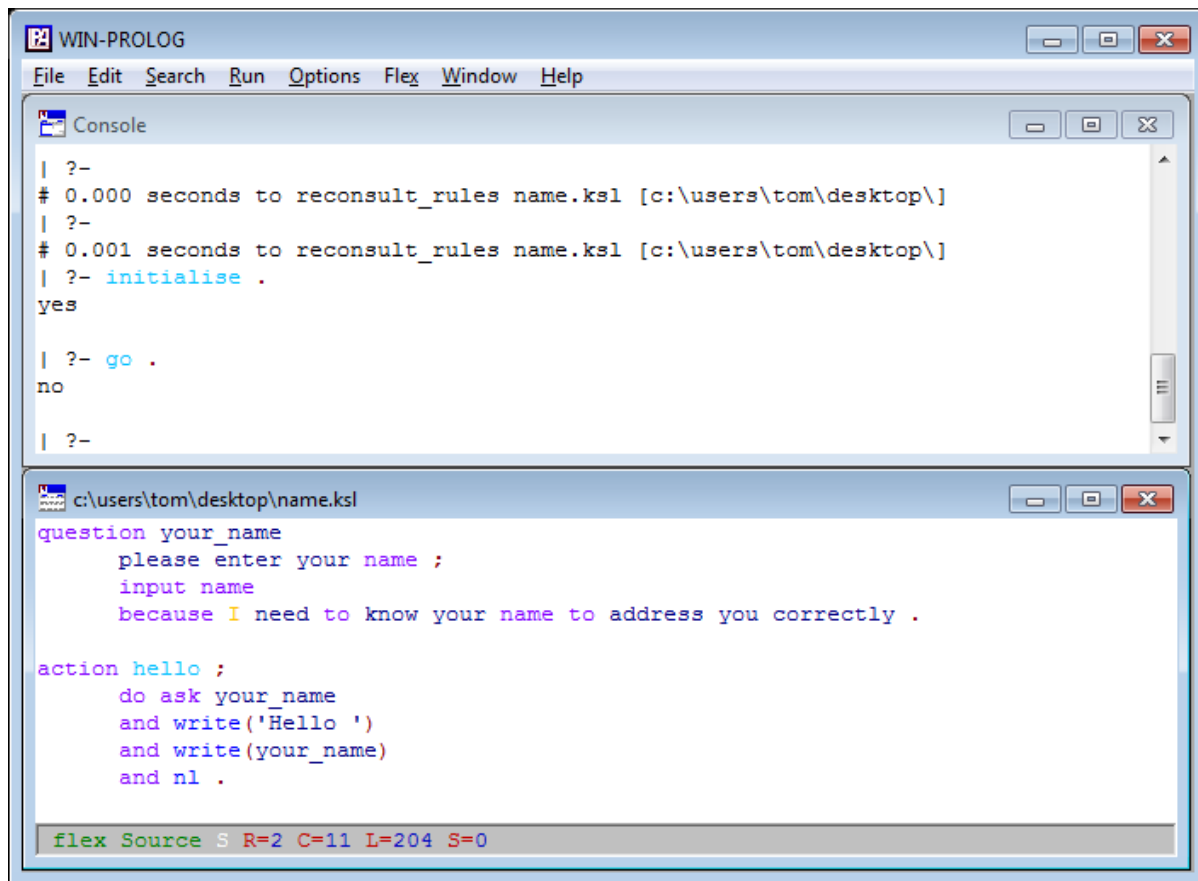 WIN-PROLOG
File Edit Search Run Options Flex Window Help
Console
| ?-
# 0.000 seconds to reconsult_rules name.ksl [c:\users\tom\desktop\]
| ?-
# 0.001 seconds to reconsult_rules name.ksl [c:\users\tom\desktop\]
| ?- initialise .
yes
| ?- go .
no
| ?-
c:\users\tom\desktop\name.ksl
question your_name
please enter your name ;
input name
because I need to know your name to address you correctly .
action hello ;
do ask your_name
and write('Hello ')
and write(your_name)
and nl .
flex Source S R=2 C=11 L=204 S=0